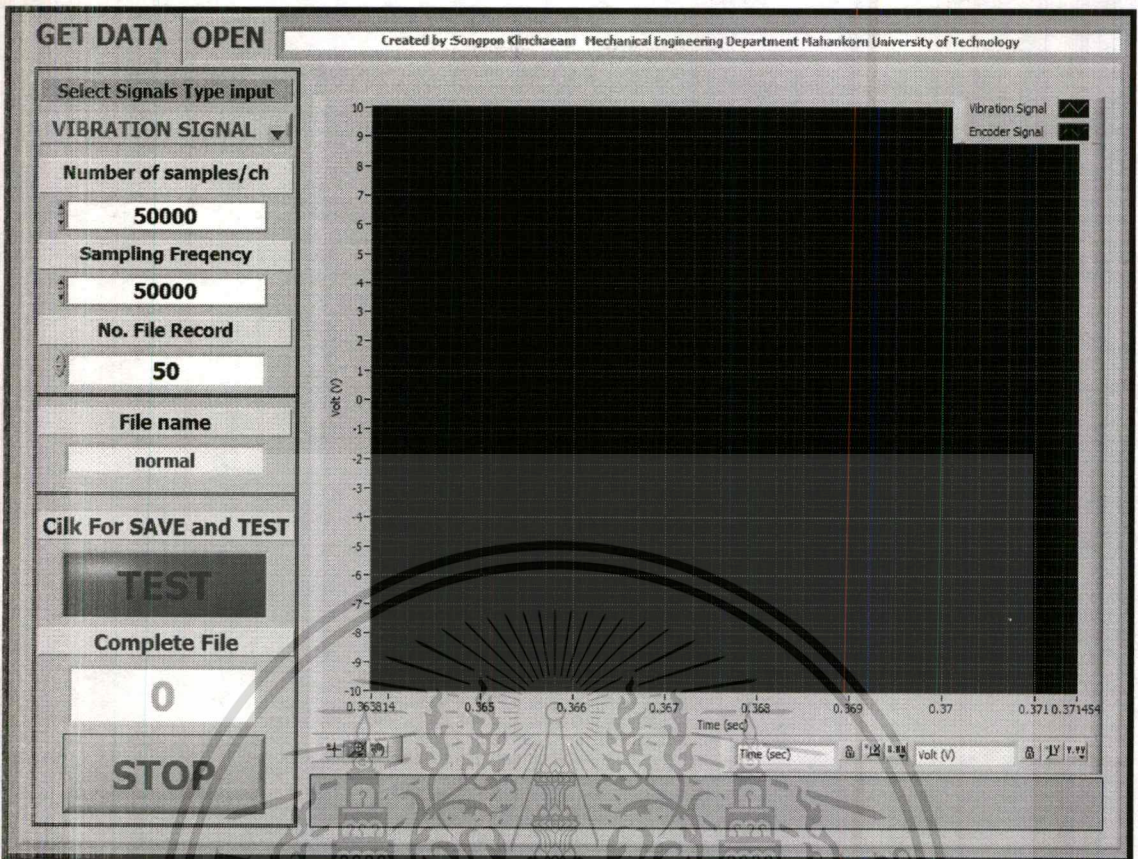 GET DATA OPEN
Created by :Songpon Klinchaeam Mechanical Engineering Department Mahankorn University of Technology
Select Signals Type input
VIBRATION SIGNAL
Number of samples/ch
50000
Sampling Freqency
50000
No. File Record
50
File name
normal
Cilk For SAVE and TEST
TEST
Complete File
0
STOP
Vibration Signal
Encoder Signal
10
9
8
7
6
5
4
3
2
1
0
-1
-2
-3
-4
-5
-6
-7
-8
-9
-10
Volt (V)
0.363814 0.365 0.366 0.367 0.368 0.369 0.37 0.371 0.371454
Time (sec)
Time (sec) Volt (V)